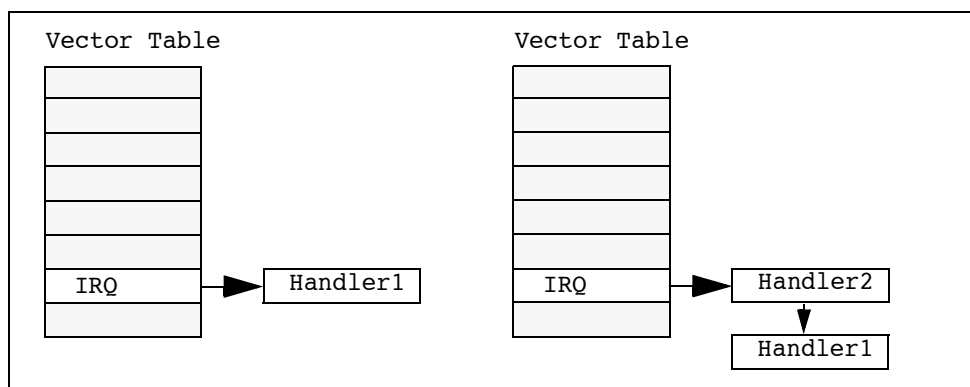 Vector Table
IRQ
Handler1
Vector Table
IRQ
Handler2
Handler1